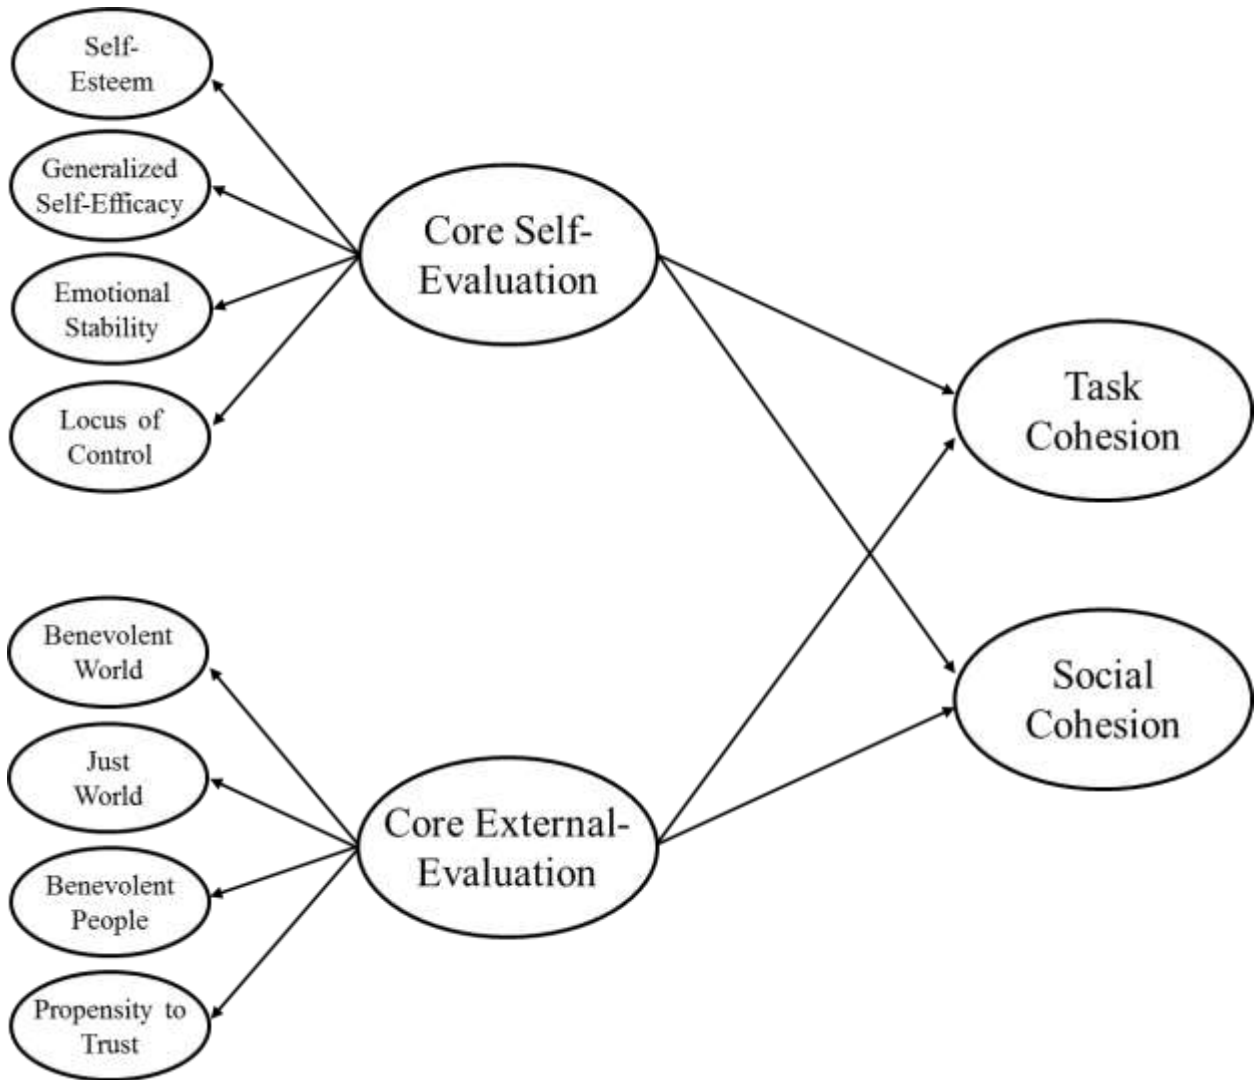 Self-
Esteem
Generalized
Self-Efficacy
Emotional
Stability
Locus of
Control
Core Self-
Evaluation
Task
Cohesion
Benevolent
World
Just
World
Benevolent
People
Propensity to
Trust
Core External-
Evaluation
Social
Cohesion